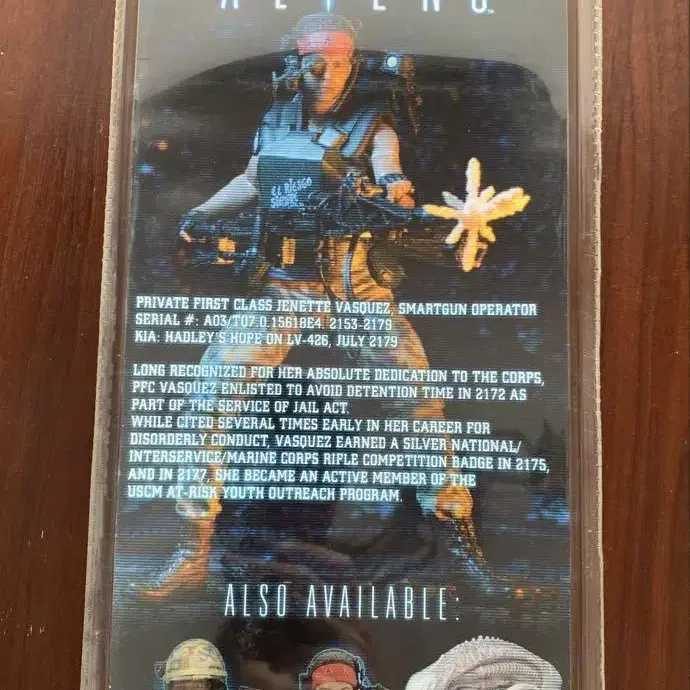 ALIENS
EL RIESGO
SIEMPRE
PRIVATE FIRST CLASS JENETTE VASQUEZ, SMARTGUN OPERATOR
SERIAL #: A03/T07.0.15618E4. 2153-2179
KIA: HADLEY'S HOPE ON LV-426, JULY 2179
LONG RECOGNIZED FOR HER ABSOLUTE DEDICATION TO THE CORPS,
PFC VASQUEZ ENLISTED TO AVOID DETENTION TIME IN 2172 AS
PART OF THE SERVICE OF JAIL ACT.
WHILE CITED SEVERAL TIMES EARLY IN HER CAREER FOR
DISORDERLY CONDUCT, VASQUEZ EARNED A SILVER NATIONAL/
INTERSERVICE/MARINE CORPS RIFLE COMPETITION BADGE IN 2175,
AND IN 2177, SHE BECAME AN ACTIVE MEMBER OF THE
USCM AT-RISK YOUTH OUTREACH PROGRAM.
ALSO AVAILABLE: